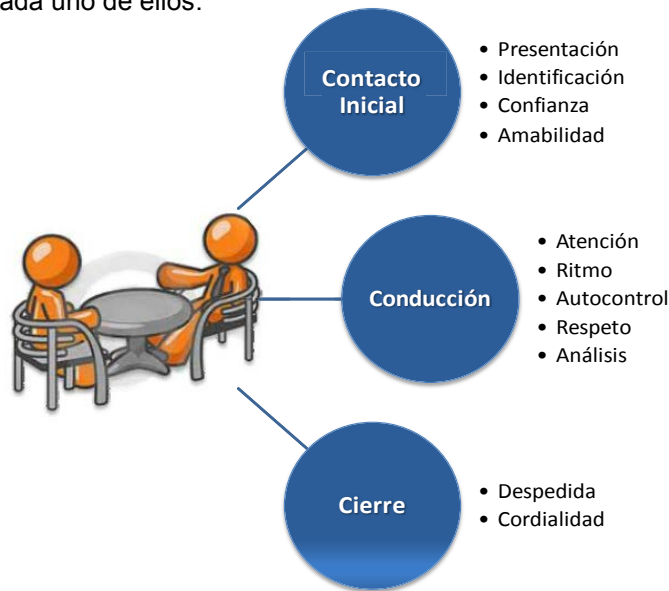 ada uno de ellos:
Contacto
Inicial
• Presentación
• Identificación
• Confianza
• Amabilidad
Conducción
• Atención
• Ritmo
• Autocontrol
• Respeto
• Análisis
Cierre
• Despedida
• Cordialidad